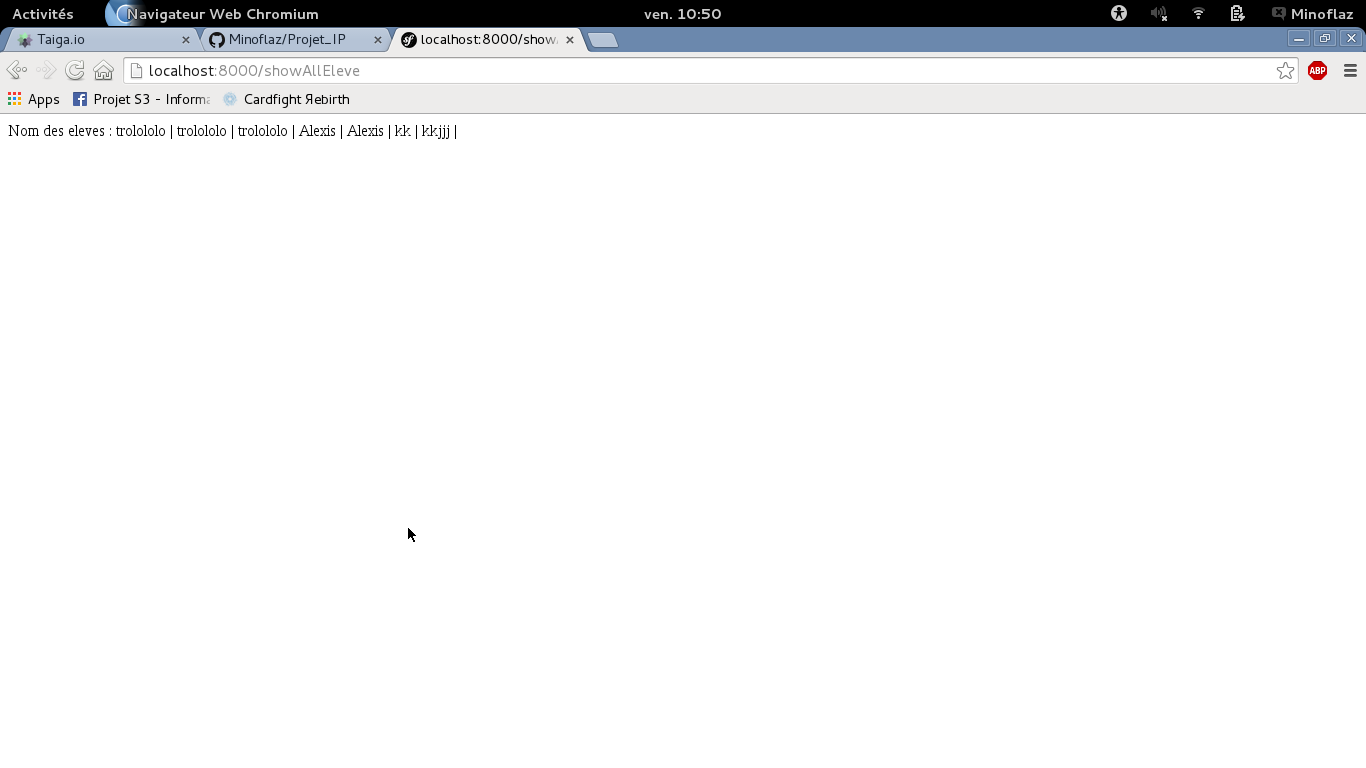 Activités Navigateur Web Chromium ven. 10:50 Minoflaz
Taiga.io Minoflaz/Projet_IP localhost:8000/show
localhost:8000/showAllEleve ABP
Apps Projet S3 - Informa Cardfight Яebirth
Nom des eleves : trolololo | trolololo | trolololo | Alexis | Alexis | kk | kkjjj |